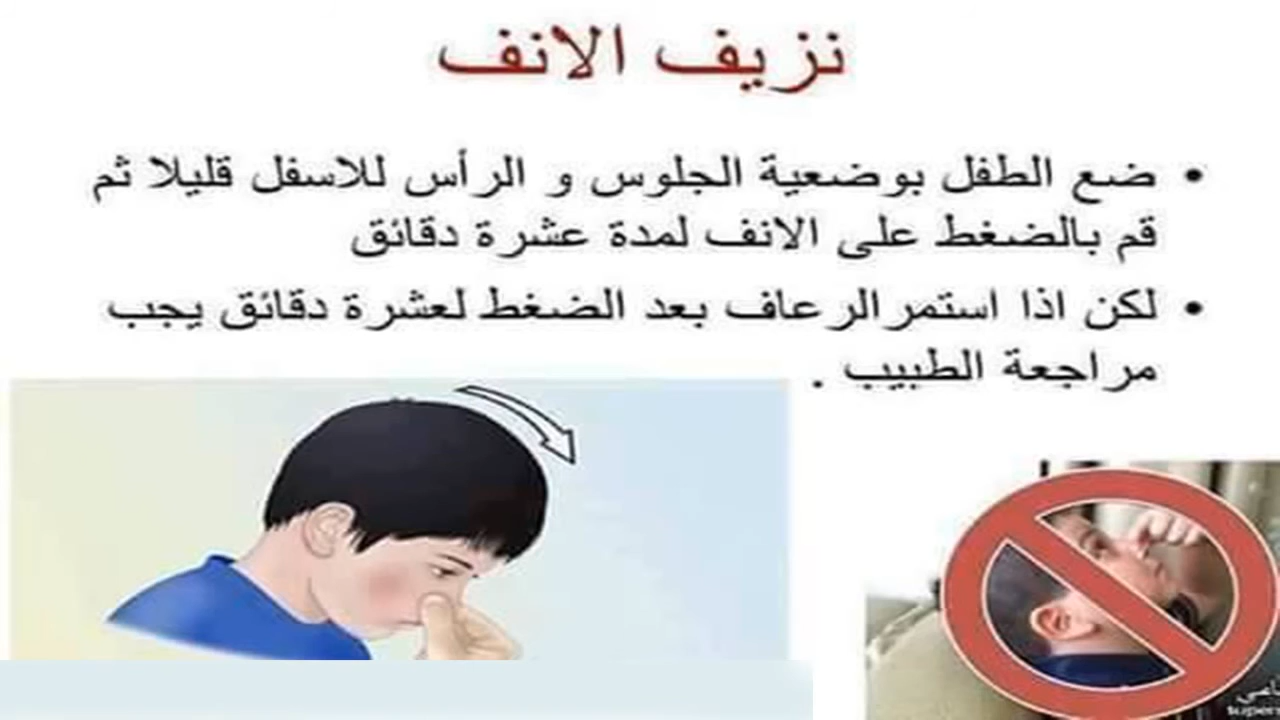 نزيف الانف
• ضع الطفل بوضعية الجلوس و الرأس للاسفل قليلا ثم
قم بالضغط على الانف لمدة عشرة دقائق
• لكن اذا استمرالرعاف بعد الضغط لعشرة دقائق يجب
مراجعة الطبيب .